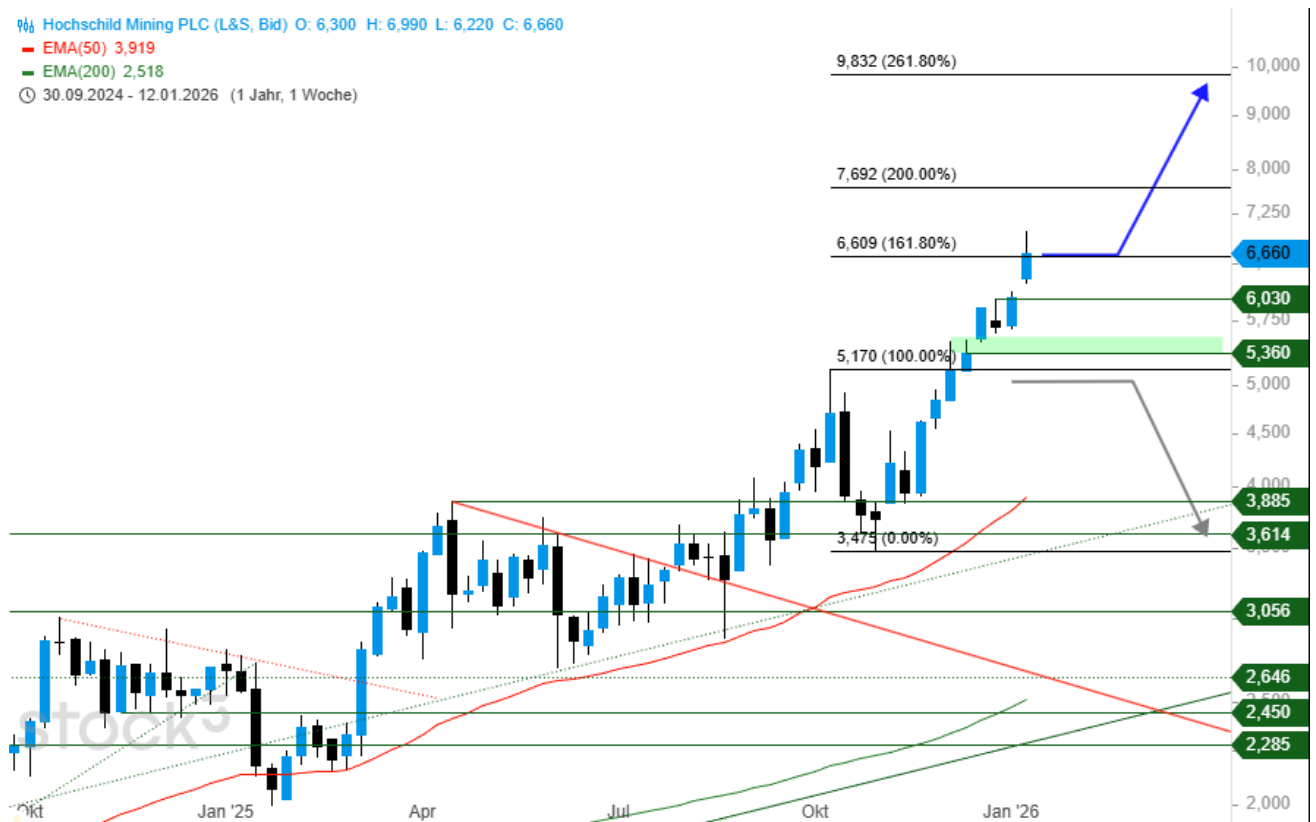 Hochschild Mining PLC (L&S, Bid) O: 6,300 H: 6,990 L: 6,220 C: 6,660
EMA(50) 3,919
EMA(200) 2,518
30.09.2024 - 12.01.2026 (1 Jahr, 1 Woche)
9,832 (261.80%)
10,000
9,000
8,000
7,692 (200.00%)
7,250
6,609 (161.80%)
6,660
6,030
5,750
5,360
5,170 (100.00%)
5,000
4,500
4,000
3,885
3,614
3,475 (0.00%)
3,056
2,646
2,450
2,285
stock3
2,000
Okt
Jan '25
Apr
Jul
Okt
Jan '26